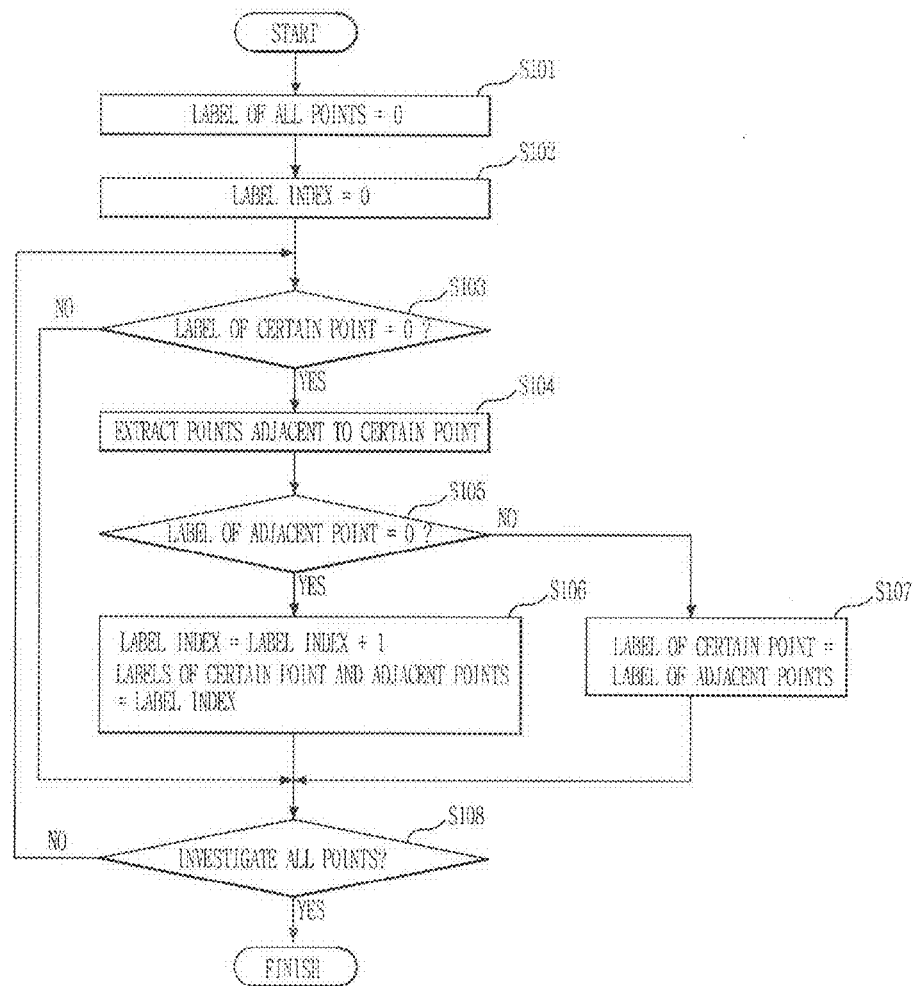 START
S101
LABEL OF ALL POINTS = 0
S102
LABEL INDEX = 0
S103
NO
LABEL OF CERTAIN POINT = 0 ?
YES
S104
EXTRACT POINTS ADJACENT TO CERTAIN POINT
S105
LABEL OF ADJACENT POINT = 0 ?
NO
YES
S106
S107
LABEL INDEX = LABEL INDEX + 1
LABELS OF CERTAIN POINT AND ADJACENT POINTS
= LABEL INDEX
LABEL OF CERTAIN POINT =
LABEL OF ADJACENT POINTS
S108
NO
INVESTIGATE ALL POINTS?
YES
FINISH